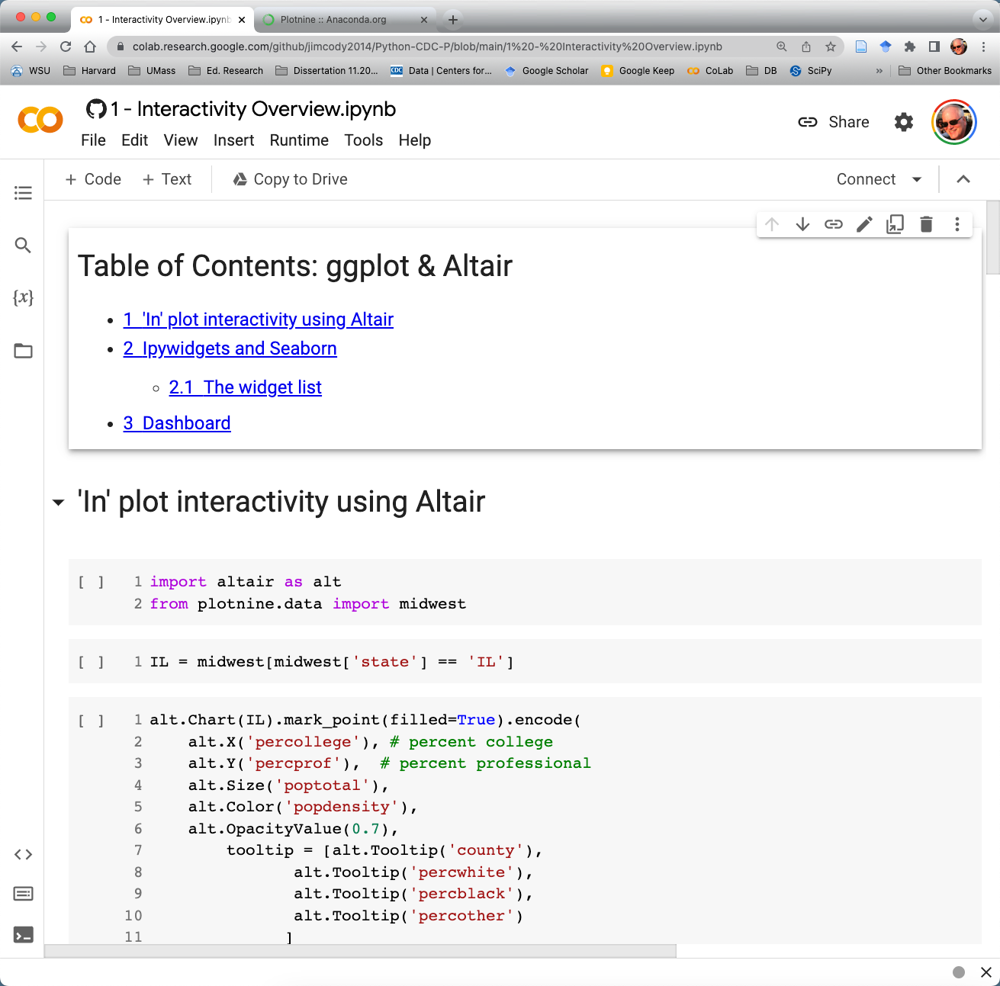 1 - Interactivity Overview.ipynb
Plotnine :: Anaconda.org
colab.research.google.com/github/jimrody2014/Python-CDC-P/blob/main/1%20-%20Interactivity%20Overview.ipynb
WSU Harvard UMass Ed. Research Dissertation 11.20... CDC Data | Centers for... Google Scholar Google Keep CoLab DB SciPy » Other Bookmarks
1 - Interactivity Overview.ipynb
Share
File Edit View Insert Runtime Tools Help
+ Code + Text Copy to Drive Connect
Table of Contents: ggplot & Altair
1 'In' plot interactivity using Altair
2 Ipywidgets and Seaborn
2.1 The widget list
3 Dashboard
{x}
'In' plot interactivity using Altair
[ ] 1 import altair as alt
2 from plotnine.data import midwest
[ ] 1 IL = midwest[midwest['state'] == 'IL']
[ ] 1 alt.Chart(IL).mark_point(filled=True).encode(
2 alt.X('percollege'), # percent college
3 alt.Y('percprof'), # percent professional
4 alt.Size('poptotal'),
5 alt.Color('popdensity'),
6 alt.OpacityValue(0.7),
7 tooltip = [alt.Tooltip('county'),
8 alt.Tooltip('percwhite'),
9 alt.Tooltip('percblack'),
10 alt.Tooltip('percother')
11 ]